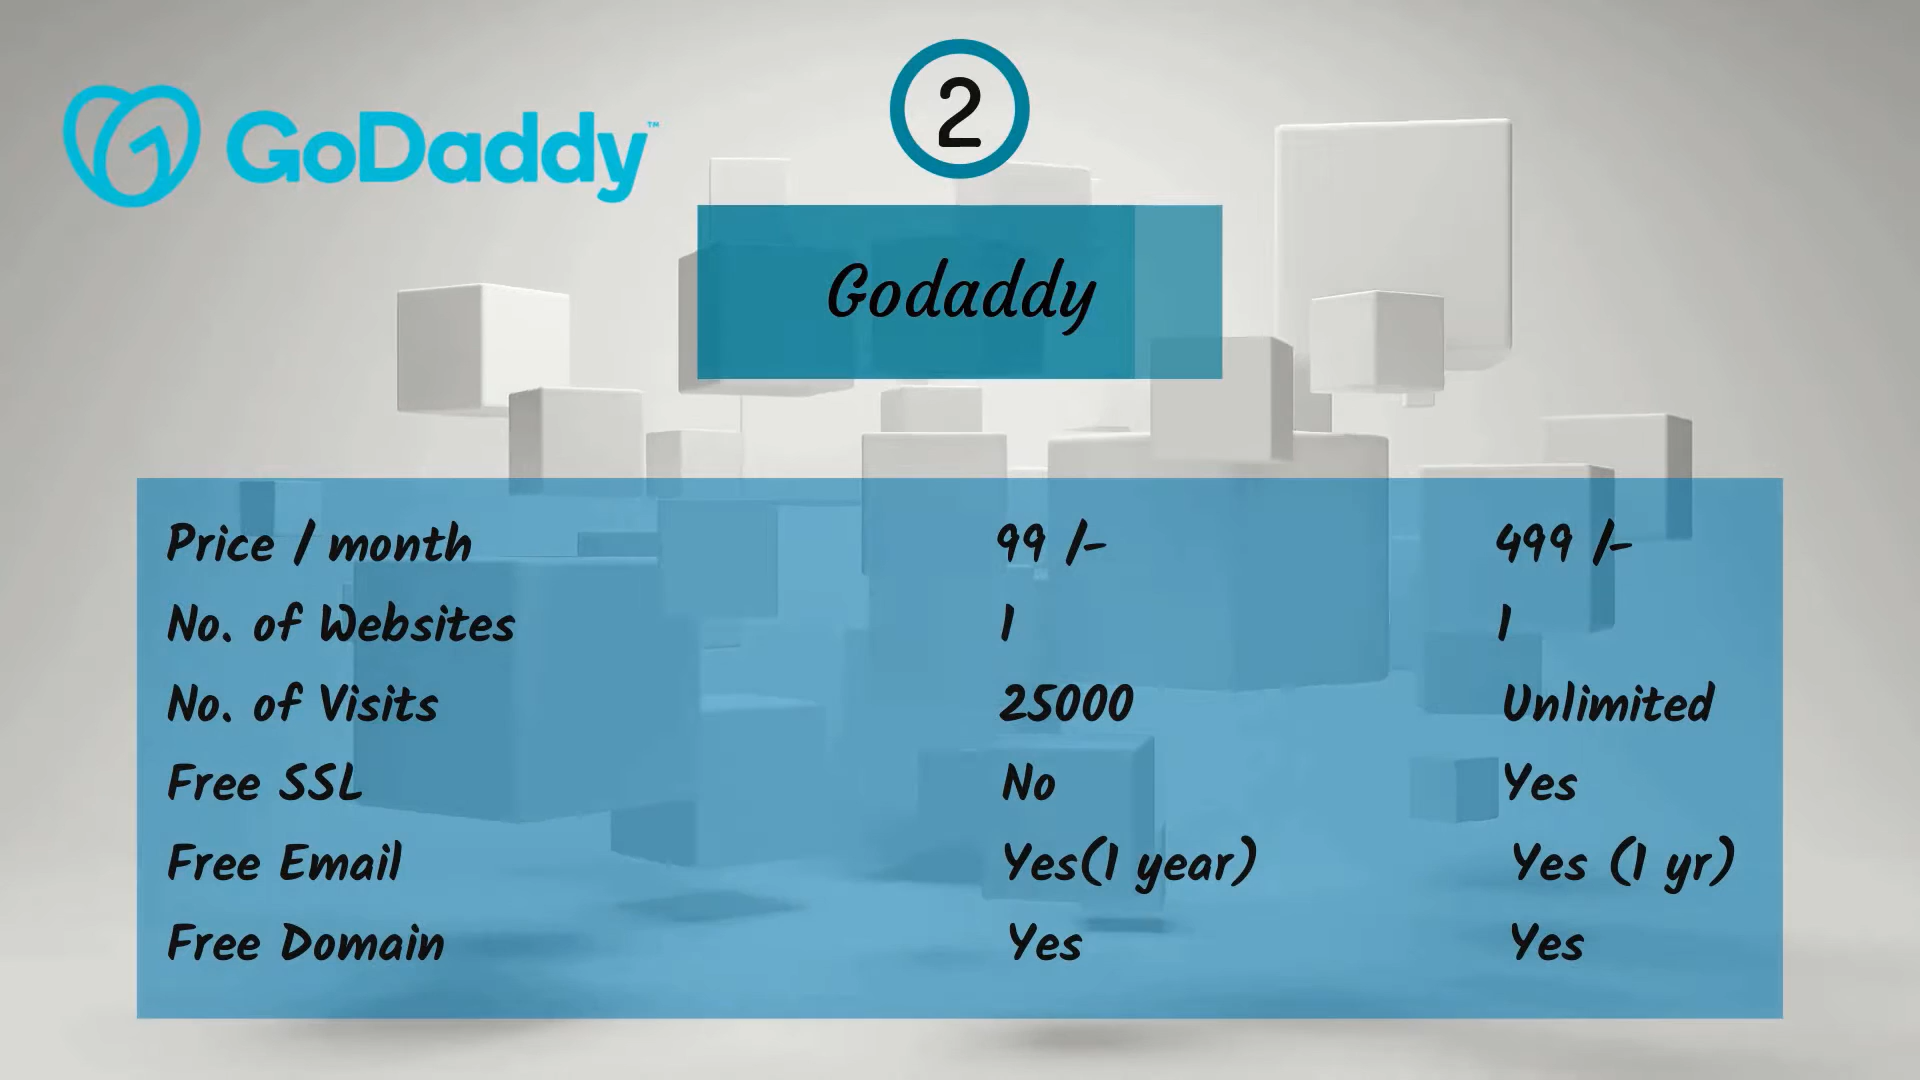 2
GoDaddy™
Godaddy
Price / month 99 /- 499 /-
No. of Websites 1 1
No. of Visits 25000 Unlimited
Free SSL No Yes
Free Email Yes(1 year) Yes (1 yr)
Free Domain Yes Yes